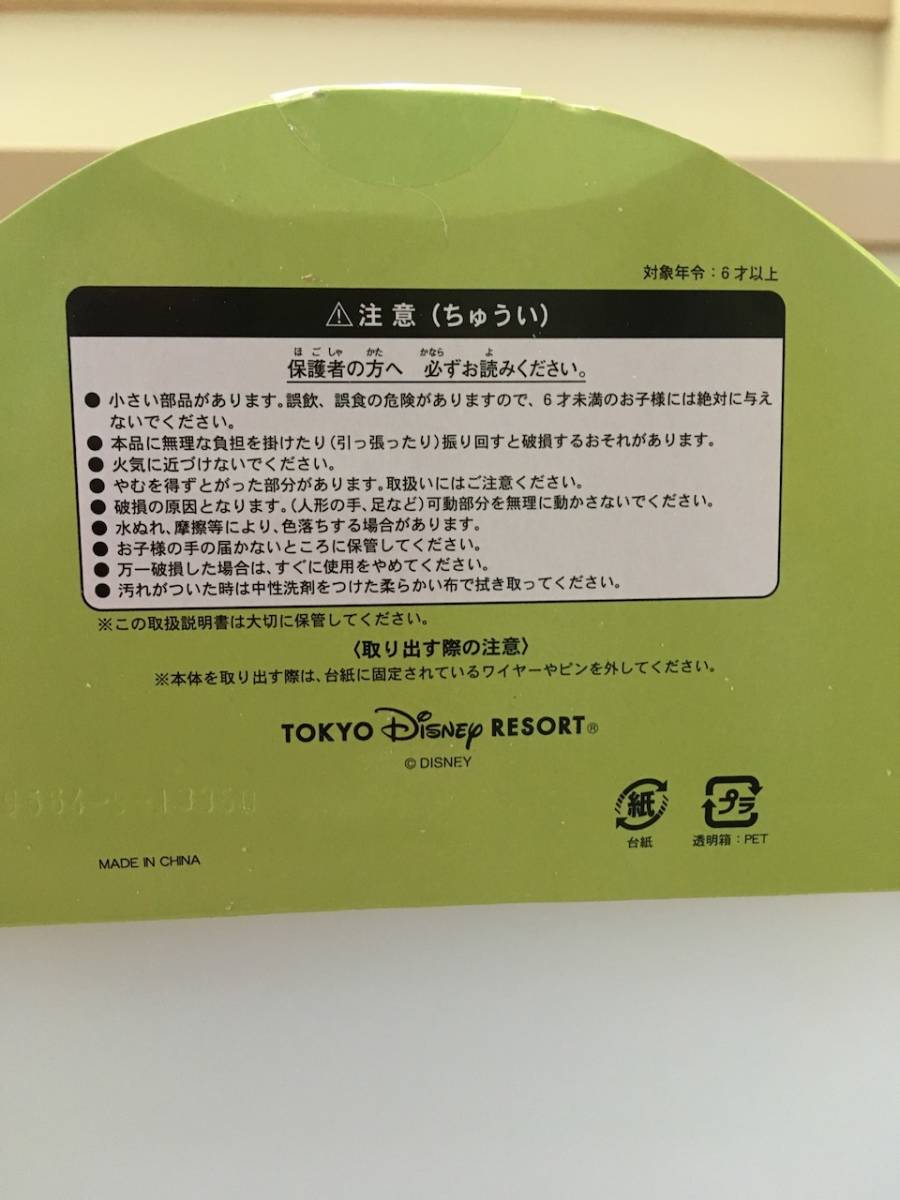 対象年令：6才以上
⚠注意（ちゅうい）
ほごしゃ かた かなら よ
保護者の方へ 必ずお読みください。
● 小さい部品があります。誤飲、誤食の危険がありますので、6才未満のお子様には絶対に与え
ないでください。
● 本品に無理な負担を掛けたり（引っ張ったり）振り回すと破損するおそれがあります。
● 火気に近づけないでください。
● やむを得ずとがった部分があります。取扱いにはご注意ください。
● 破損の原因となります。（人形の手、足など）可動部分を無理に動かさないでください。
● 水ぬれ、摩擦等により、色落ちする場合があります。
● お子様の手の届かないところに保管してください。
● 万一破損した場合は、すぐに使用をやめてください。
● 汚れがついた時は中性洗剤をつけた柔らかい布で拭き取ってください。
※この取扱説明書は大切に保管してください。
〈取り出す際の注意〉
※本体を取り出す際は、台紙に固定されているワイヤーやピンを外してください。
TOKYO Disney RESORT®
© DISNEY
紙 プラ
台紙 透明箱：PET
MADE IN CHINA